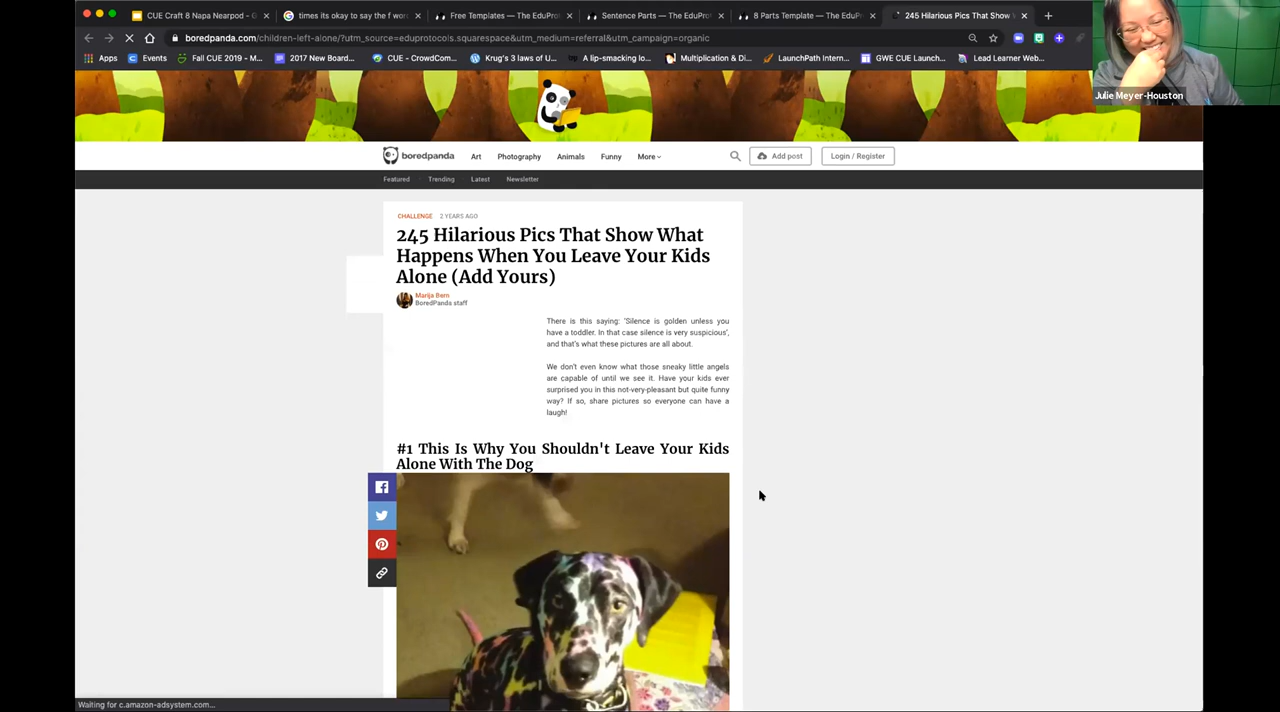 CUE Craft 8 Napa Nearpod - G
times its okay to say the f wor
Free Templates — The EduPro
Sentence Parts — The EduPro
8 Parts Template — The EduP
245 Hilarious Pics That Show
boredpanda.com/children-left-alone/?utm_source=eduprotocols.squarespace&utm_medium=referral&utm_campaign=organic
Apps
Events
Fall CUE 2019 - M...
2017 New Board...
CUE - CrowdCom...
Krug's 3 laws of U...
A lip-smacking lo...
Multiplication & Di...
LaunchPath Intern...
GWE CUE Launch...
Lead Learner Web...
Julie Meyer-Houston
boredpanda
Art
Photography
Animals
Funny
More
Add post
Login / Register
Featured
Trending
Latest
Newsletter
CHALLENGE 2 YEARS AGO
245 Hilarious Pics That Show What
Happens When You Leave Your Kids
Alone (Add Yours)
Marija Bern
BoredPanda staff
There is this saying: 'Silence is golden unless you
have a toddler. In that case silence is very suspicious',
and that's what these pictures are all about.
We don't even know what those sneaky little angels
are capable of until we see it. Have your kids ever
surprised you in this not-very-pleasant but quite funny
way? If so, share pictures so everyone can have a
laugh!
#1 This Is Why You Shouldn't Leave Your Kids
Alone With The Dog
Waiting for c.amazon-adsystem.com...